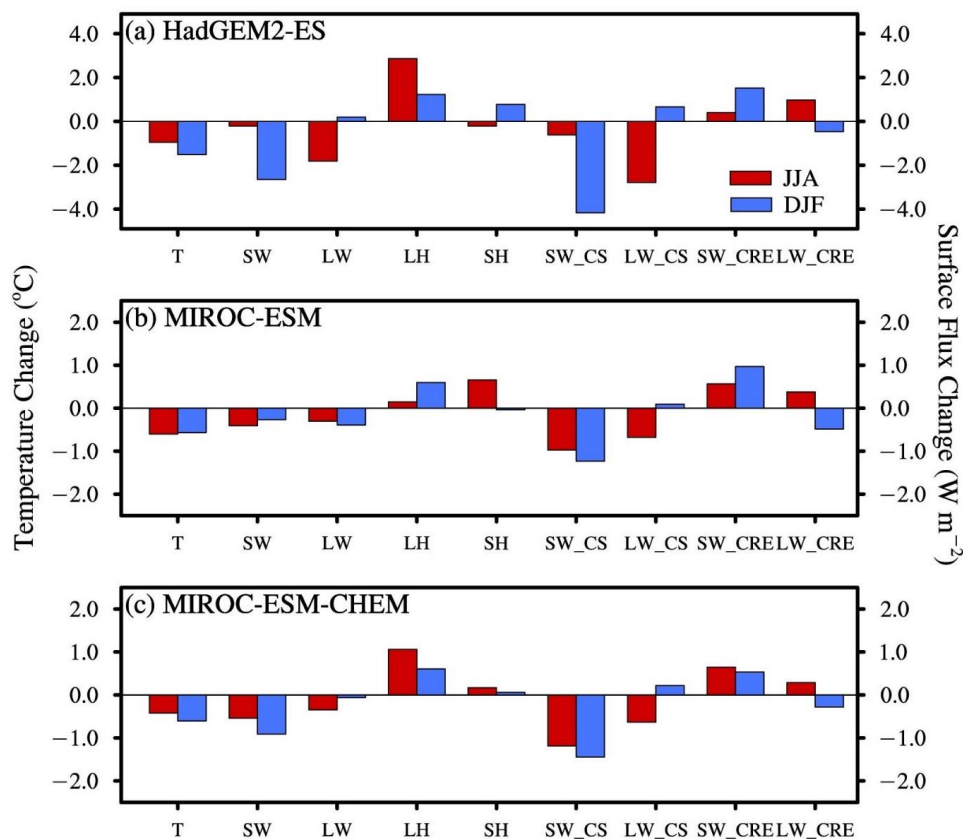 Temperature Change (°C)
Surface Flux Change (W m⁻²)
(a) HadGEM2-ES
4.0 4.0
2.0 2.0
0.0 0.0
−2.0 −2.0
−4.0 −4.0
JJA
DJF
T SW LW LH SH SW_CS LW_CS SW_CRE LW_CRE
(b) MIROC-ESM
2.0 2.0
1.0 1.0
0.0 0.0
−1.0 −1.0
−2.0 −2.0
T SW LW LH SH SW_CS LW_CS SW_CRE LW_CRE
(c) MIROC-ESM-CHEM
2.0 2.0
1.0 1.0
0.0 0.0
−1.0 −1.0
−2.0 −2.0
T SW LW LH SH SW_CS LW_CS SW_CRE LW_CRE